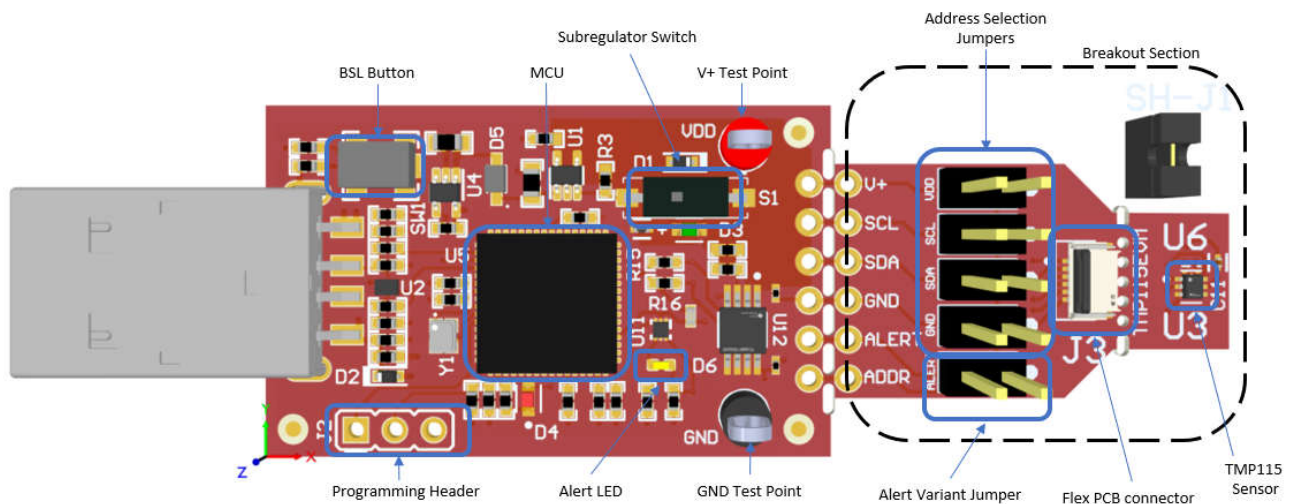 Address Selection
Jumpers
Subregulator Switch
Breakout Section
BSL Button
MCU
V+ Test Point
SH-J1
VDD
D5
U1
R3
D1
U4
SW1
S1
D3
V+
SCL
SDA
GND
ALERT
ADDR
VDD
SCL
SDA
GND
ALER
U5
U2
R15
R16
U11
U12
Y1
D2
D6
D4
J2
GND
J3
U6
U3
Programming Header
Alert LED
GND Test Point
Alert Variant Jumper
Flex PCB connector
TMP115
Sensor
X
Y
Z